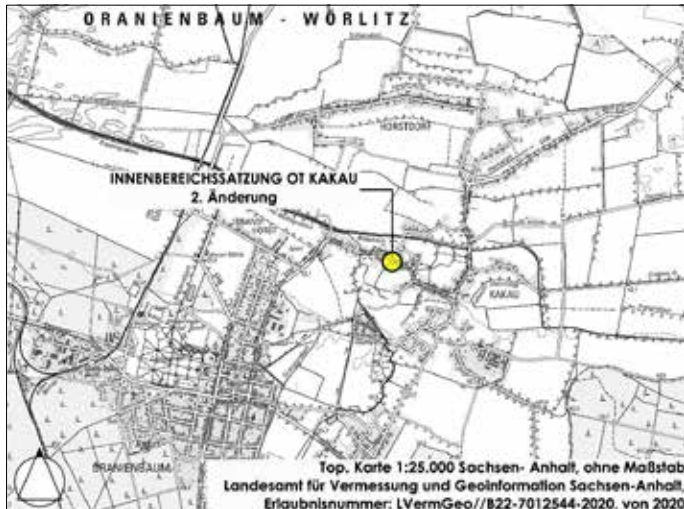 ORANIENBAUM - WÖRLITZ
HORSTDORF
INNENBEREICHSSATZUNG OT KAKAU
2. Änderung
KAKAU
ORANIENBAUM
Top. Karte 1:25.000 Sachsen- Anhalt, ohne Maßstab
Landesamt für Vermessung und Geoinformation Sachsen-Anhalt,
Erlaubnisnummer: LVermGeo//B22-7012544-2020, von 2020